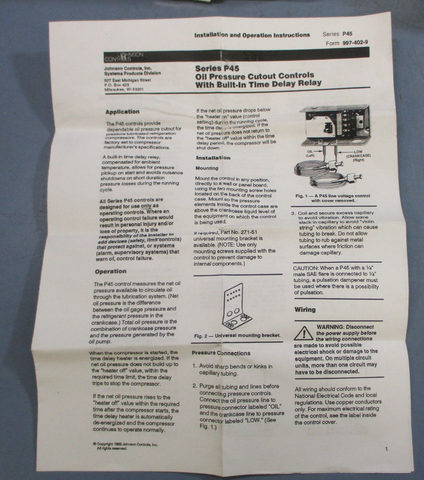 Installation and Operation Instructions
Series P45
Form 997-402-9
JOHNSON
CONTROLS
Johnson Controls, Inc.
Systems Products Division
507 East Michigan Street
P.O. Box 423
Milwaukee, WI 53201
Series P45
Oil Pressure Cutout Controls
With Built-In Time Delay Relay
Application
The P45 controls provide
dependable oil pressure cutout for
pressure lubricated refrigeration
compressors. The controls are
factory set to compressor
manufacturer's specifications.
A built-in time delay relay,
compensated for ambient
temperature, allows for pressure
pickup on start and avoids nuisance
shutdowns on short duration
pressure losses during the running
cycle.
All Series P45 controls are
designed for use only as
operating controls. Where an
operating control failure would
result in personal injury and/or
loss of property, it is the
responsibility of the installer to
add devices (safety, limit controls)
that protect against, or systems
(alarm, supervisory systems) that
warn of, control failure.
Operation
The P45 control measures the net oil
pressure available to circulate oil
through the lubrication system. (Net
oil pressure is the difference
between the oil gage pressure and
the refrigerant pressure in the
crankcase.) Total oil pressure is the
combination of crankcase pressure
and the pressure generated by the
oil pump.
When the compressor is started, the
time delay heater is energized. If the
net oil pressure does not build up to
the "heater off" value, within the
required time limit, the time delay
trips to stop the compressor.
If the net oil pressure rises to the
"heater off" value within the required
time after the compressor starts, the
time delay heater is automatically
de-energized and the compressor
continues to operate normally.
© Copyright Johnson Controls, Inc.
All rights reserved.
If the net oil pressure drops below
the "heater on" value (control
setting) during the running cycle,
the time delay is energized. If the
net oil pressure does not return to
the "heater off" value within the time
delay period, the compressor will be
shut down.
Installation
Mounting
Mount the control in any position,
directly to a wall or panel board,
using the two mounting screw holes
located on the back of the control
case. Mount so the pressure
elements inside the control case are
above the crankcase liquid level of
the equipment on which the control
is being used.
If required, Part No. 271-51
universal mounting bracket is
available. (NOTE: Use only
mounting screws supplied with the
control to prevent damage to
internal components.)
Fig. 2 — Universal mounting bracket.
Pressure Connections
1. Avoid sharp bends or kinks in
capillary tubing.
2. Purge all tubing and lines before
connecting pressure controls.
Connect the oil pressure line to
pressure connector labeled "OIL"
and the crankcase line to pressure
connector labeled "LOW." (See
Fig. 1.)
OIL
(Left)
LOW
(CRANKCASE)
(Right)
Fig. 1 — A P45 line voltage control
with cover removed.
3. Coil and secure excess capillary
to avoid vibration. Allow some
slack in capillary to avoid "violin
string" vibration which can cause
tubing to break. Do not allow
tubing to rub against metal
surfaces where friction can
damage capillary.
CAUTION: When a P45 with a ¼"
male SAE flare is connected to ¼"
tubing, a pulsation dampener must
be used where there is a possibility
of pulsation.
Wiring
WARNING: Disconnect
the power supply before
the wiring connections
are made to avoid possible
electrical shock or damage to the
equipment. On multiple circuit
units, more than one circuit may
have to be disconnected.
All wiring should conform to the
National Electrical Code and local
regulations. Use copper conductors
only. For maximum electrical rating
of the control, see the label inside
the control cover.
1